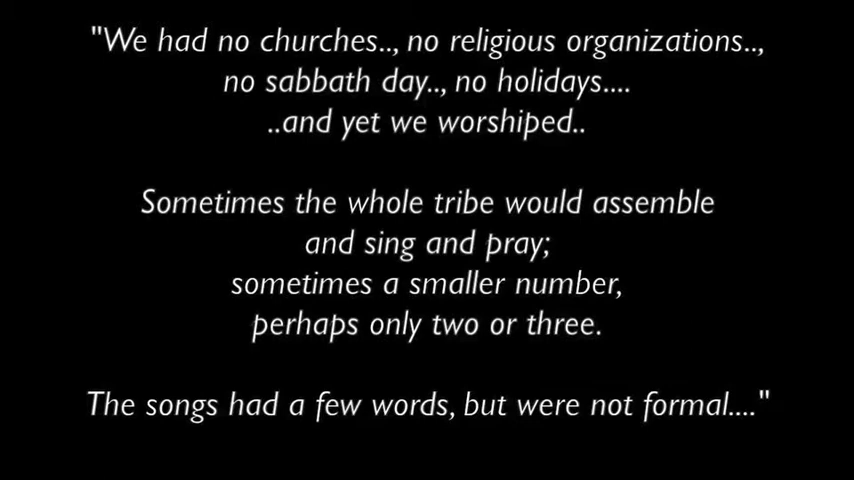 "We had no churches.., no religious organizations..,
no sabbath day.., no holidays....
..and yet we worshiped..
Sometimes the whole tribe would assemble
and sing and pray;
sometimes a smaller number,
perhaps only two or three.
The songs had a few words, but were not formal...."